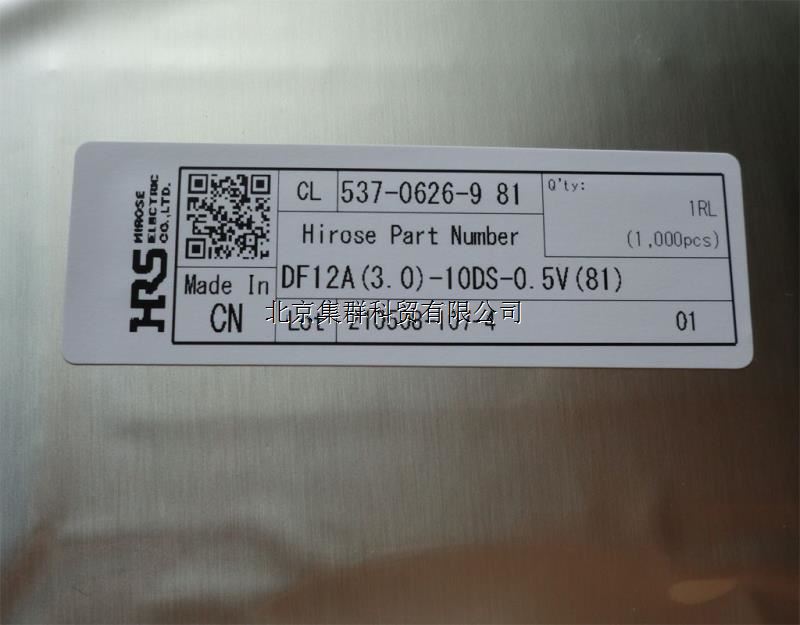 HRS
HIROSE
ELECTRIC
CO.,LTD.
CL 537-0626-9 81
Q'ty:
1RL
(1,000pcs)
Hirose Part Number
Made In
CN
DF12A(3.0)-10DS-0.5V(81)
北京集群科贸有限公司
Lot
01